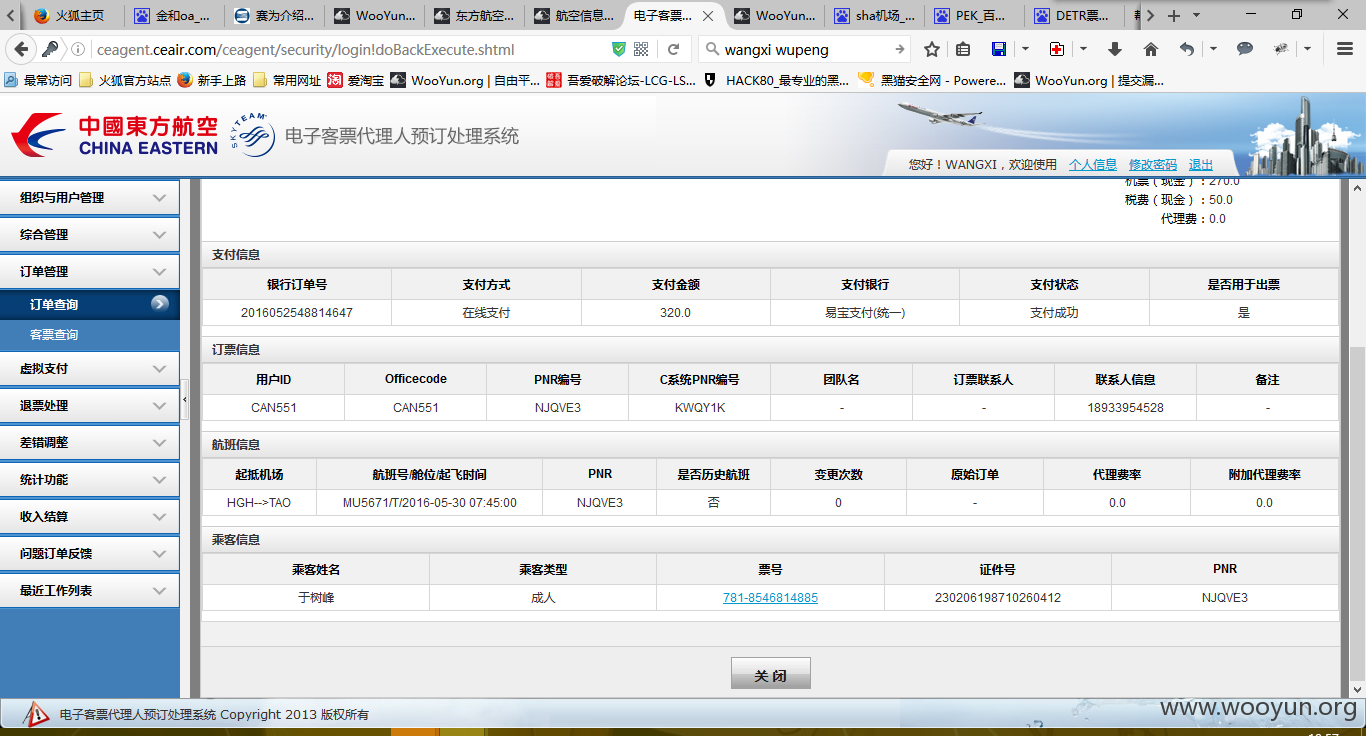 火狐主页 金和oa_... 赛为介绍... WooYun... 东方航空... 航空信息... 电子客票... WooYun... sha机场_... PEK_百... DETR票...
ceagent.ceair.com/ceagent/security/login!doBackExecute.shtml wangxi wupeng
最常访问 火狐官方站点 新手上路 常用网址 爱淘宝 WooYun.org | 自由平... 吾爱破解论坛-LCG-LS... HACK80_最专业的黑... 黑猫安全网 - Powere... WooYun.org | 提交漏...
中國東方航空
CHINA EASTERN
SKYTEAM
电子客票代理人预订处理系统
您好！WANGXI，欢迎使用 个人信息 修改密码 退出
组织与用户管理
综合管理
订单管理
订单查询
客票查询
虚拟支付
退票处理
差错调整
统计功能
收入结算
问题订单反馈
最近工作列表
机票（现金）：270.0
税费（现金）：50.0
代理费：0.0
支付信息
银行订单号 支付方式 支付金额 支付银行 支付状态 是否用于出票
2016052548814647 在线支付 320.0 易宝支付(统一) 支付成功 是
订票信息
用户ID Officecode PNR编号 C系统PNR编号 团队名 订票联系人 联系人信息 备注
CAN551 CAN551 NJQVE3 KWQY1K - - 18933954528 -
航班信息
起抵机场 航班号/舱位/起飞时间 PNR 是否历史航班 变更次数 原始订单 代理费率 附加代理费率
HGH-->TAO MU5671/T/2016-05-30 07:45:00 NJQVE3 否 0 - 0.0 0.0
乘客信息
乘客姓名 乘客类型 票号 证件号 PNR
于树峰 成人 781-8546814885 230206198710260412 NJQVE3
关 闭
电子客票代理人预订处理系统 Copyright 2013 版权所有
www.wooyun.org